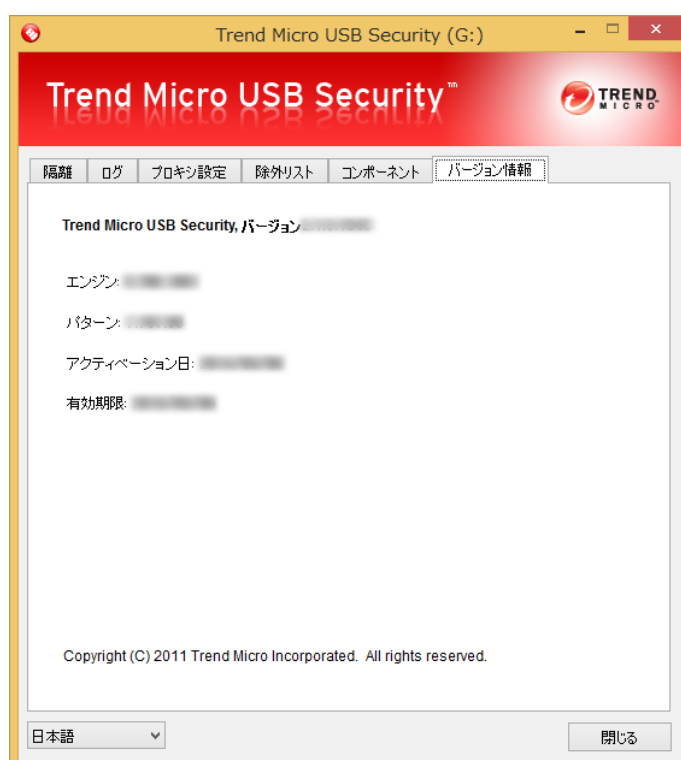 Trend Micro USB Security (G:)
Trend Micro USB Security™
TREND MICRO
隔離 ログ プロキシ設定 除外リスト コンポーネント バージョン情報
Trend Micro USB Security, バージョン
エンジン:
パターン:
アクティベーション日:
有効期限:
Copyright (C) 2011 Trend Micro Incorporated. All rights reserved.
日本語 閉じる